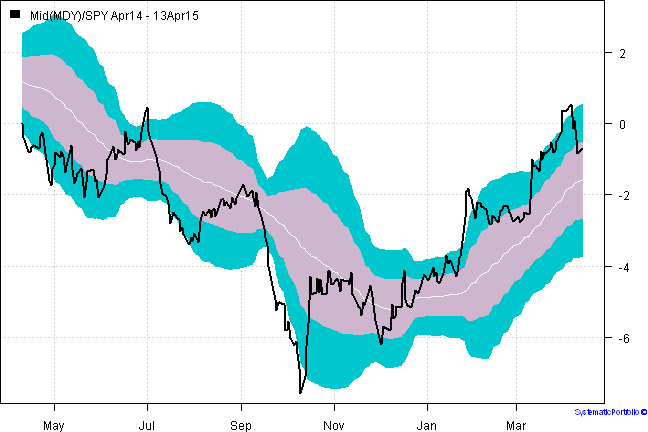 Mid(MDY)/SPY Apr14 - 13Apr15
2
0
-2
-4
-6
May Jul Sep Nov Jan Mar
SystematicPortfolio ©